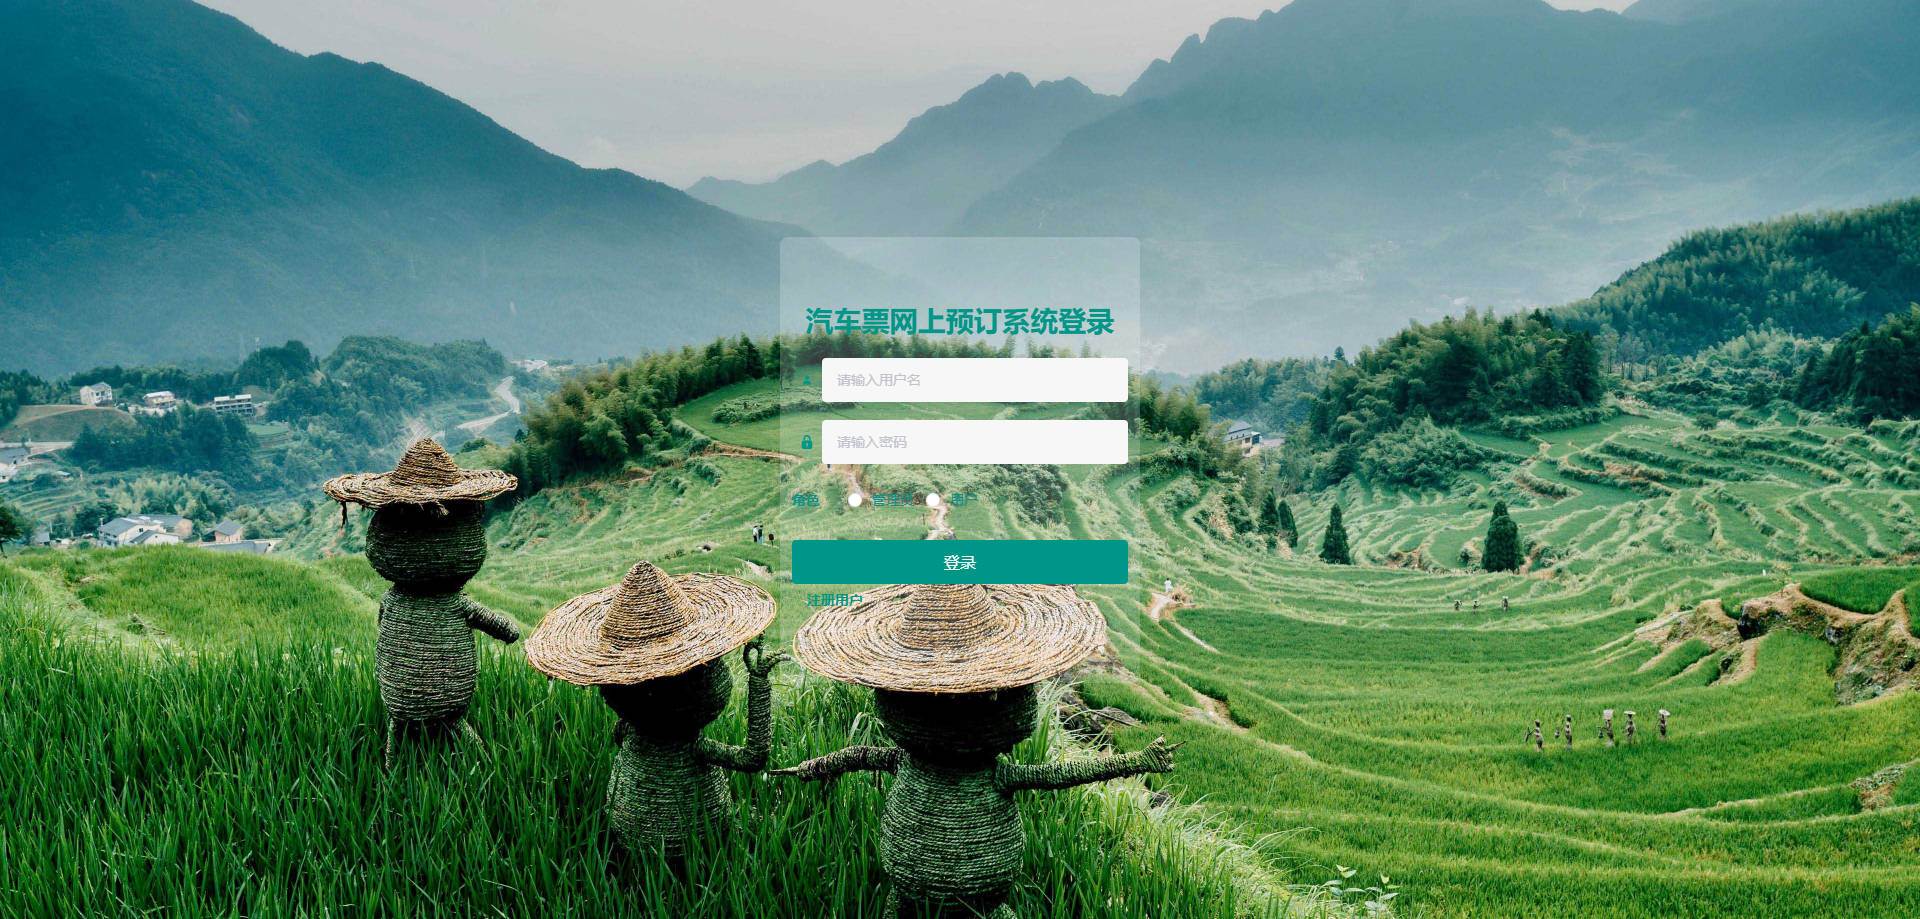 汽车票网上预订系统登录
请输入用户名
请输入密码
角色 管理员 用户
登录
注册用户